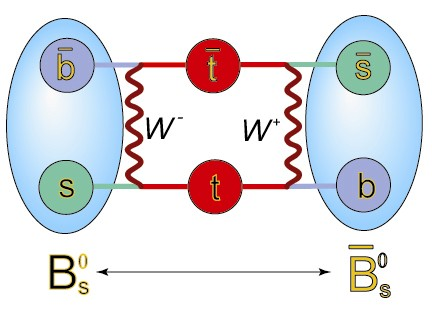 b̅ t̅ s̅
W⁻ W⁺
s t b
B⁰ₛ B̅⁰ₛ